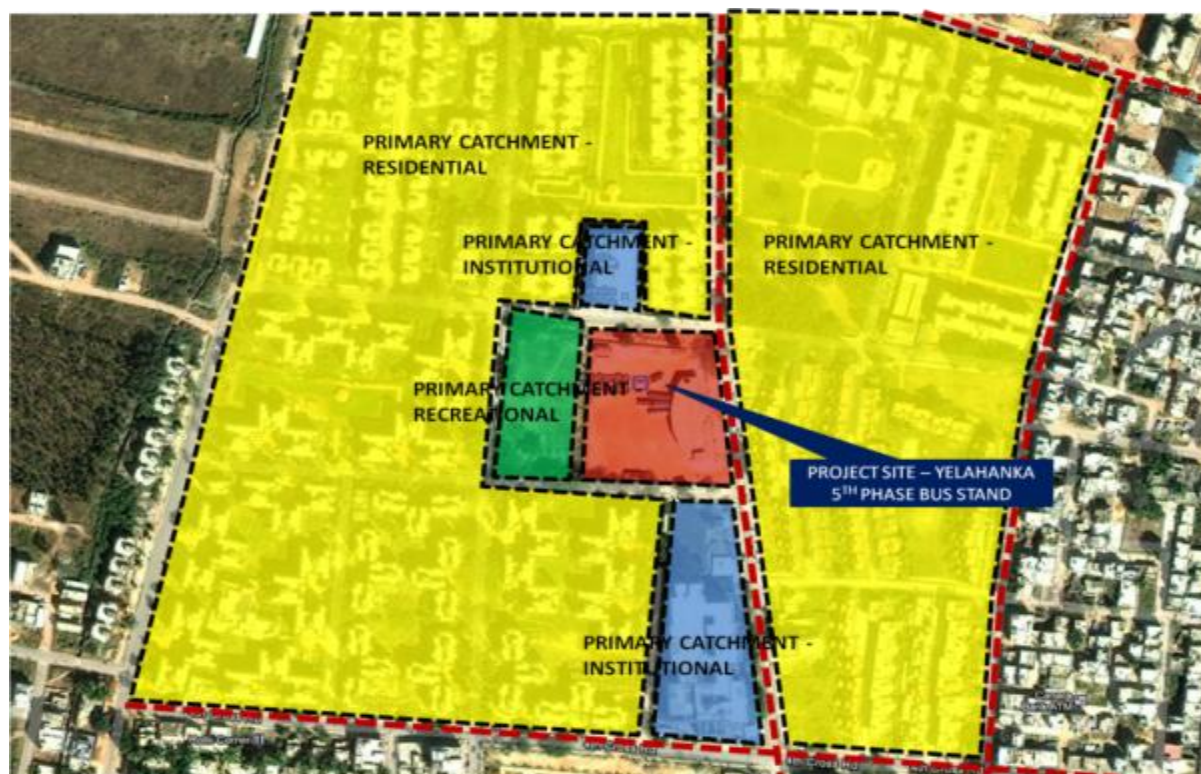 PRIMARY CATCHMENT -
RESIDENTIAL
PRIMARY CATCHMENT -
INSTITUTIONAL
PRIMARY CATCHMENT -
RESIDENTIAL
PRIMARY CATCHMENT -
RECREATIONAL
PROJECT SITE – YELAHANKA
5TH PHASE BUS STAND
PRIMARY CATCHMENT -
INSTITUTIONAL